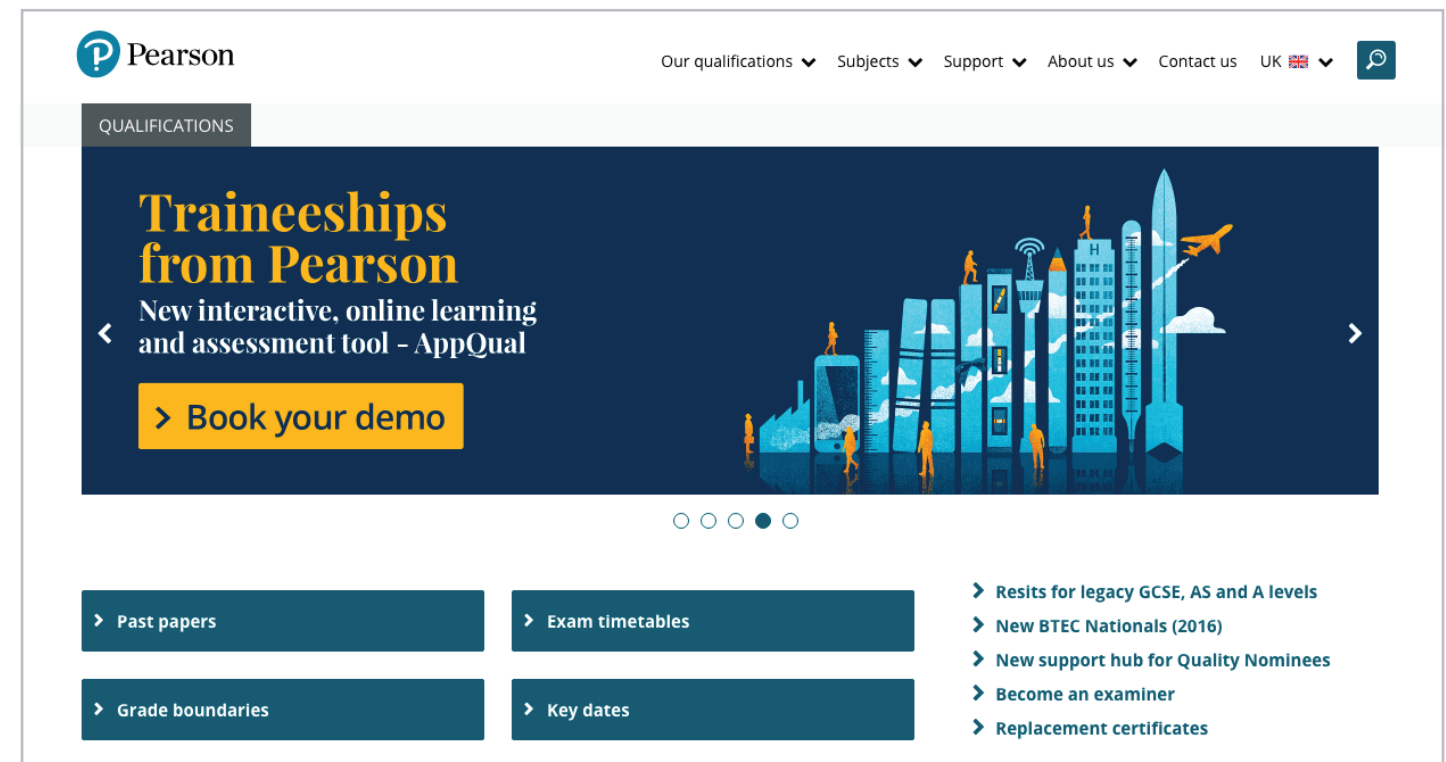 Pearson
Our qualifications Subjects Support About us Contact us UK
QUALIFICATIONS
Traineeships
from Pearson
New interactive, online learning
and assessment tool - AppQual
> Book your demo
H
Past papers
Exam timetables
Grade boundaries
Key dates
Resits for legacy GCSE, AS and A levels
New BTEC Nationals (2016)
New support hub for Quality Nominees
Become an examiner
Replacement certificates